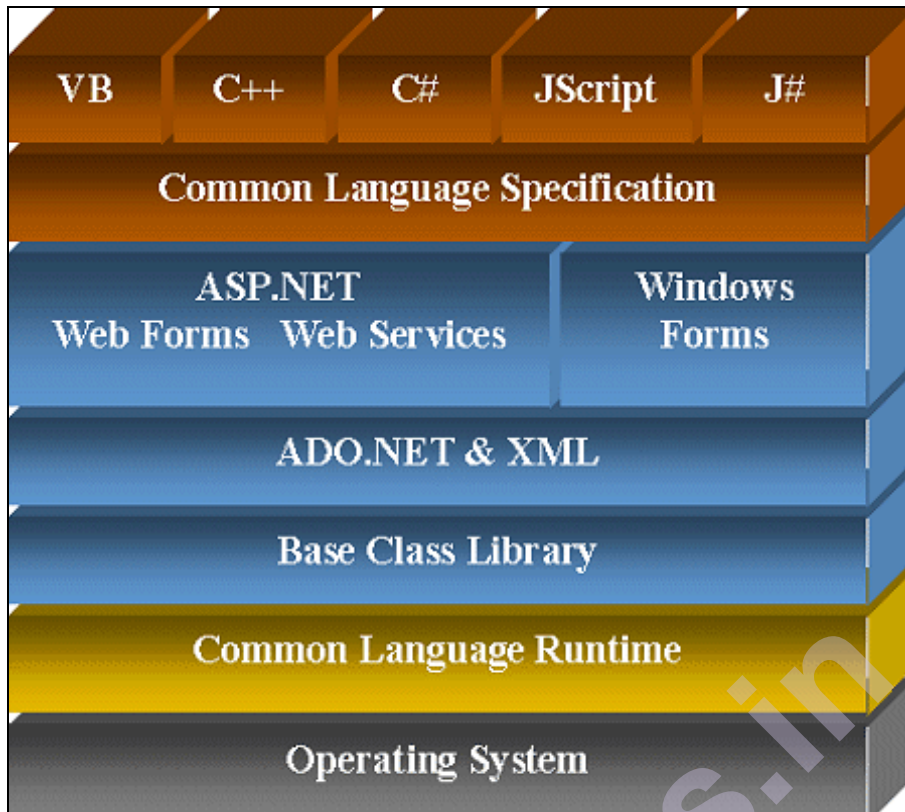 VB C++ C# JScript J#
Common Language Specification
ASP.NET
Web Forms Web Services
Windows
Forms
ADO.NET & XML
Base Class Library
Common Language Runtime
Operating System
s.in